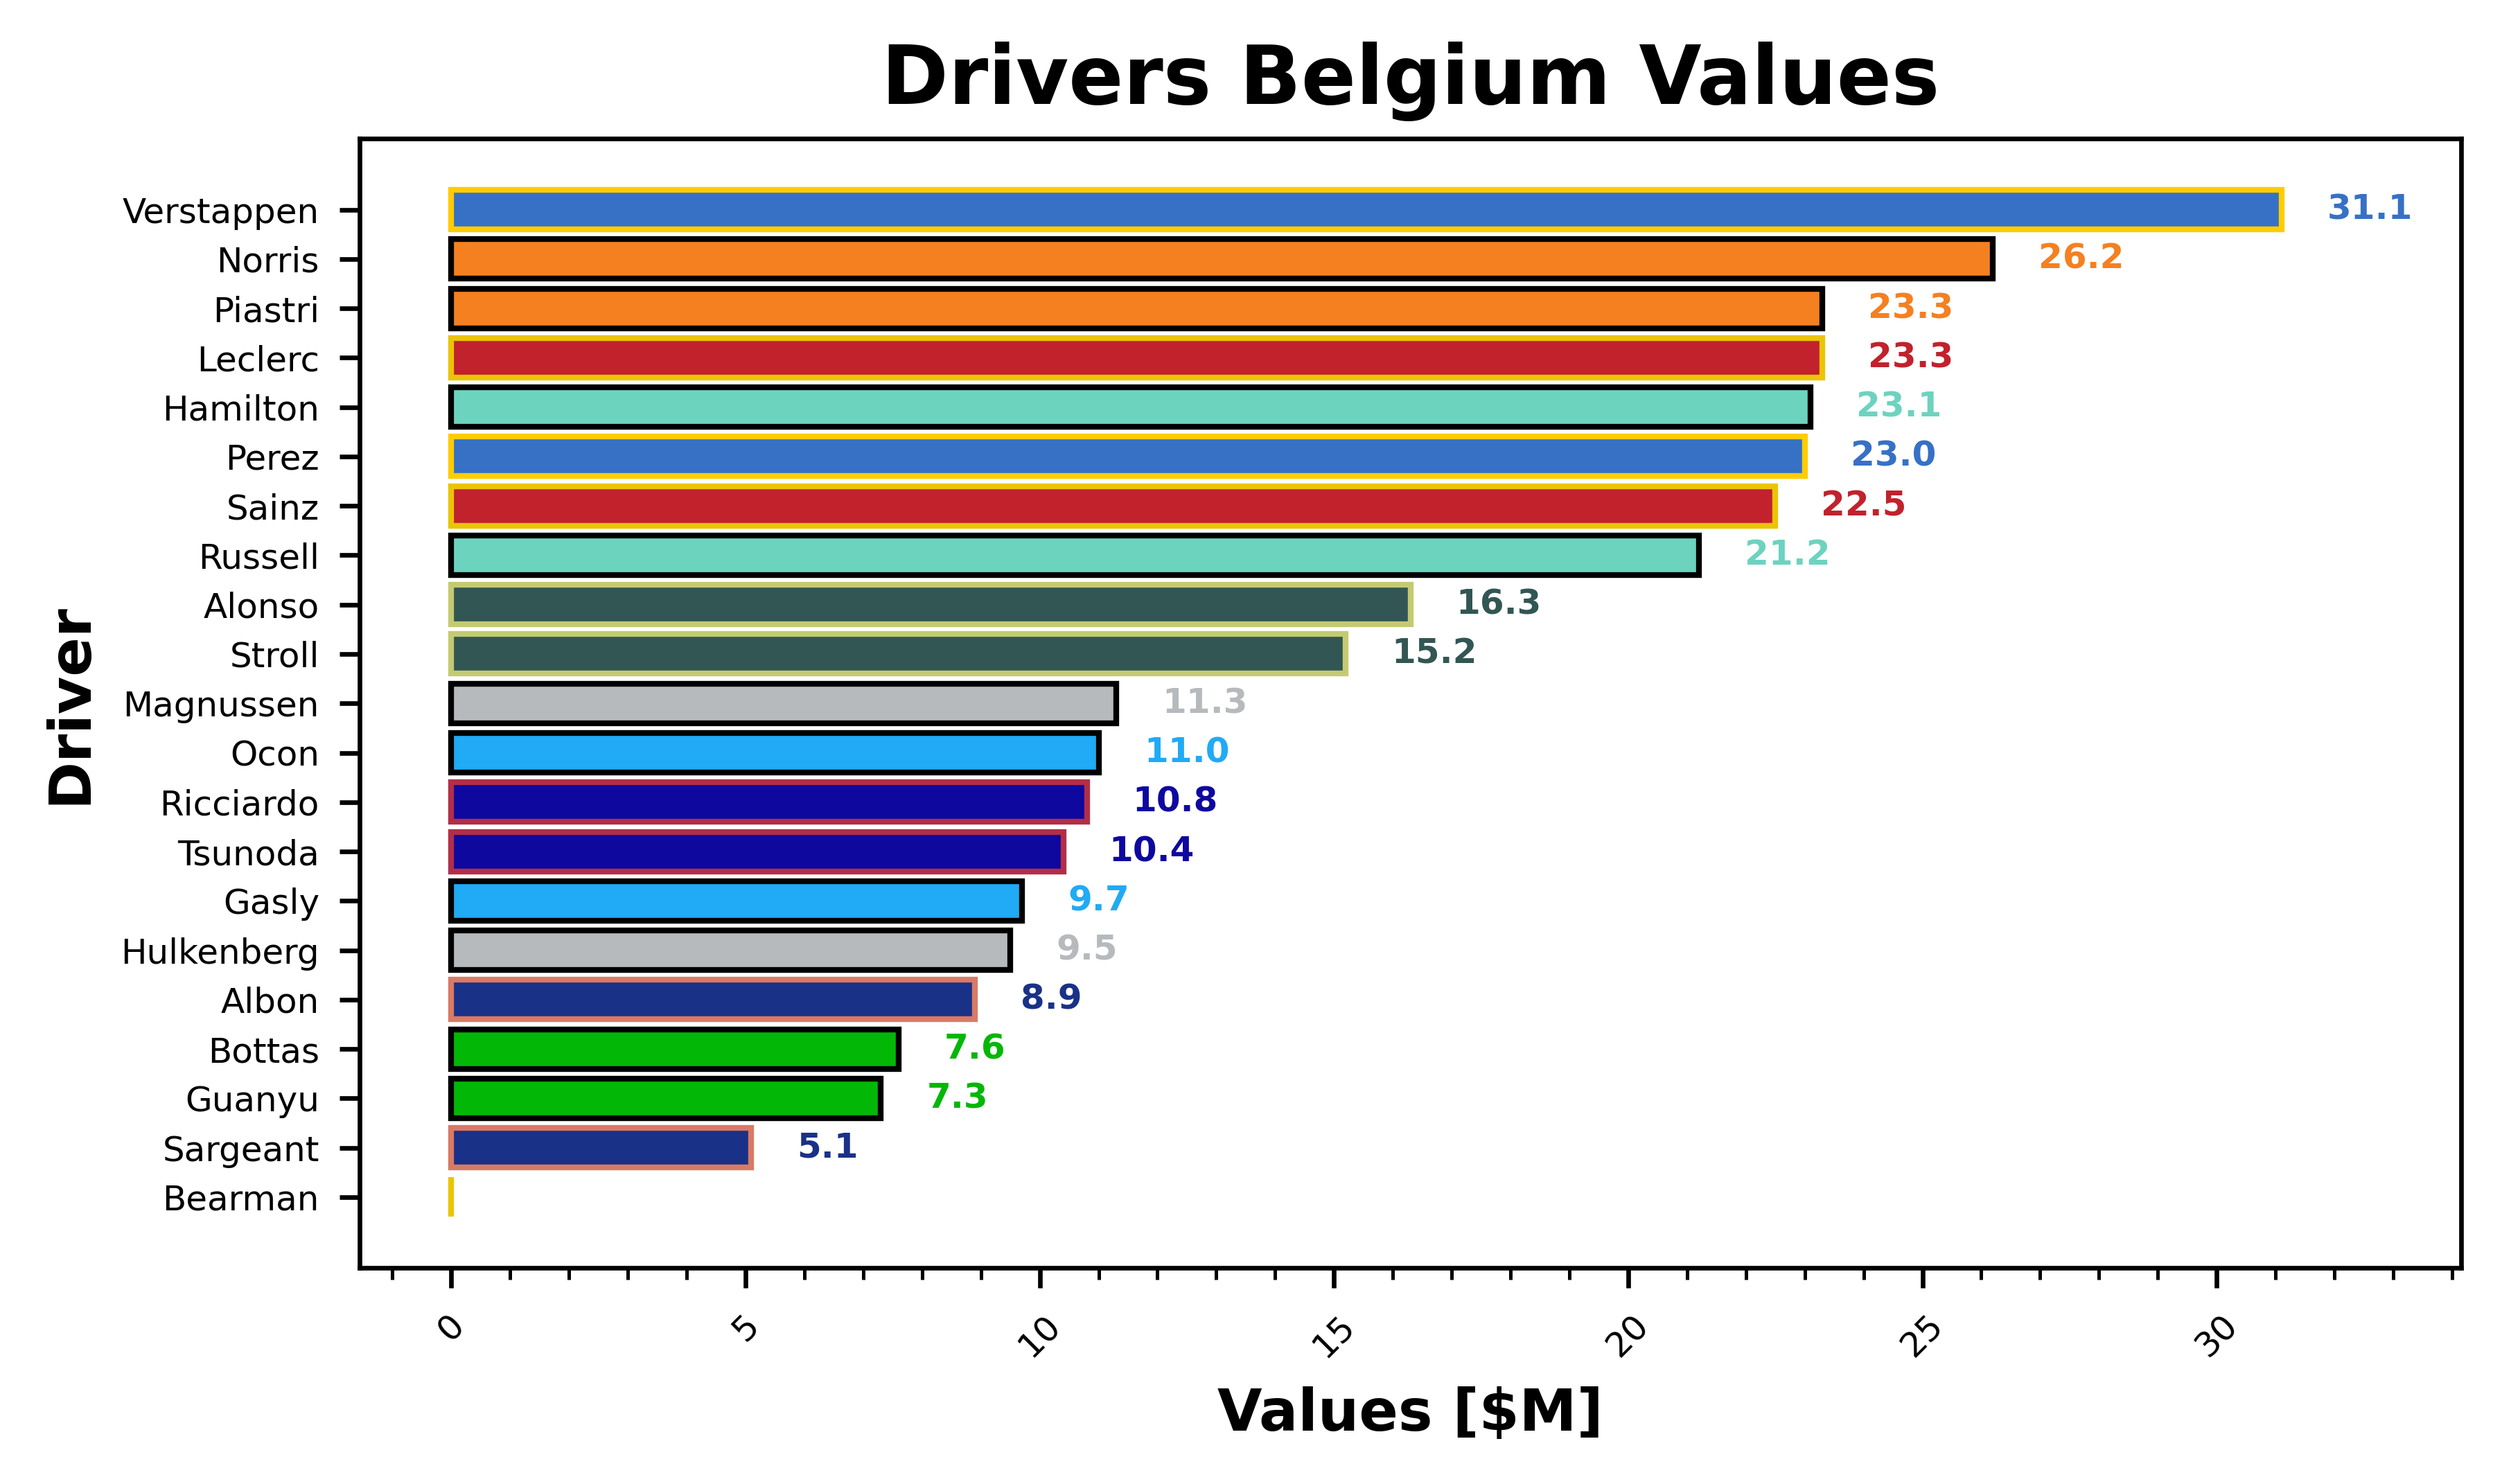 Drivers Belgium Values
Driver
Verstappen 31.1
Norris 26.2
Piastri 23.3
Leclerc 23.3
Hamilton 23.1
Perez 23.0
Sainz 22.5
Russell 21.2
Alonso 16.3
Stroll 15.2
Magnussen 11.3
Ocon 11.0
Ricciardo 10.8
Tsunoda 10.4
Gasly 9.7
Hulkenberg 9.5
Albon 8.9
Bottas 7.6
Guanyu 7.3
Sargeant 5.1
Bearman
0 5 10 15 20 25 30
Values [$M]